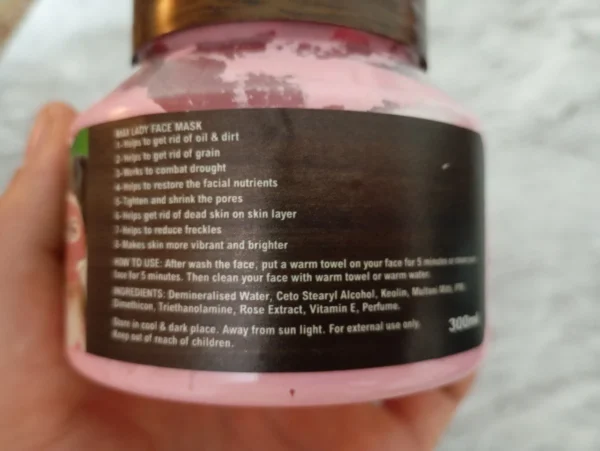 LADY FACE MASK
1-Helps to get rid of oil & dirt
2-Helps to get rid of grain
3-Works to combat drought
4-Helps to restore the facial nutrients
5-Tighten and shrink the pores
6-Helps get rid of dead skin on skin layer
7-Helps to reduce freckles
8-Makes skin more vibrant and brighter
HOW TO USE: After wash the face, put a warm towel on your face for 5 minutes
face for 5 minutes. Then clean your face with warm towel or warm water.
INGREDIENTS: Demineralised Water, Ceto Stearyl Alcohol, Keolin, Multani Mitti,
Dimethicon, Triethanolamine, Rose Extract, Vitamin E, Perfume.
Store in cool & dark place. Away from sun light. For external use only.
Keep out of reach of children.
300ml